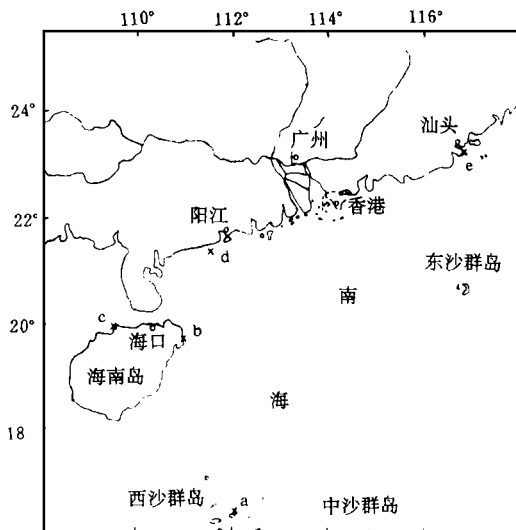 110° 112° 114° 116°
24°
广州
汕头
e
阳江
香港
22°
d
东沙群岛
南
20°
c
海口
b
海南岛
海
18
西沙群岛
a
中沙群岛